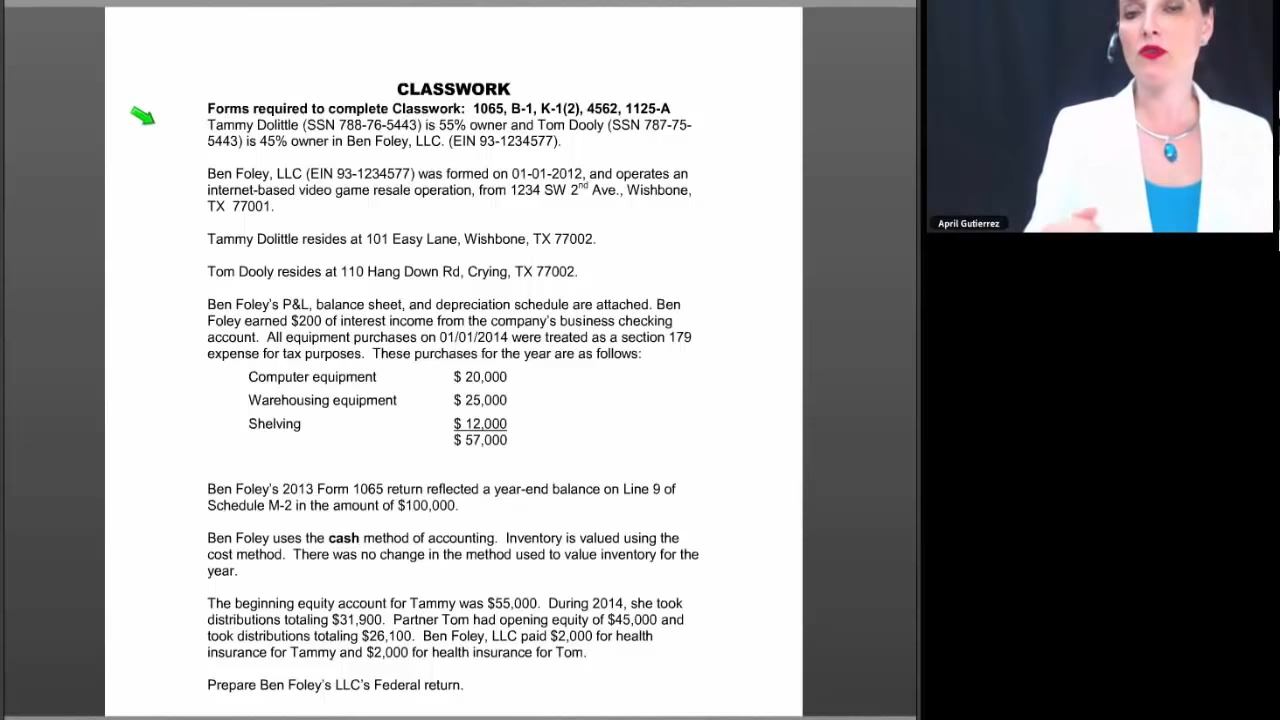 CLASSWORK
Forms required to complete Classwork: 1065, B-1, K-1(2), 4562, 1125-A
Tammy Dolittle (SSN 788-76-5443) is 55% owner and Tom Dooly (SSN 787-75-
5443) is 45% owner in Ben Foley, LLC. (EIN 93-1234577).
Ben Foley, LLC (EIN 93-1234577) was formed on 01-01-2012, and operates an
internet-based video game resale operation, from 1234 SW 2nd Ave., Wishbone,
TX 77001.
Tammy Dolittle resides at 101 Easy Lane, Wishbone, TX 77002.
Tom Dooly resides at 110 Hang Down Rd, Crying, TX 77002.
Ben Foley's P&L, balance sheet, and depreciation schedule are attached. Ben
Foley earned $200 of interest income from the company's business checking
account. All equipment purchases on 01/01/2014 were treated as a section 179
expense for tax purposes. These purchases for the year are as follows:
Computer equipment $ 20,000
Warehousing equipment $ 25,000
Shelving $ 12,000
$ 57,000
Ben Foley's 2013 Form 1065 return reflected a year-end balance on Line 9 of
Schedule M-2 in the amount of $100,000.
Ben Foley uses the cash method of accounting. Inventory is valued using the
cost method. There was no change in the method used to value inventory for the
year.
The beginning equity account for Tammy was $55,000. During 2014, she took
distributions totaling $31,900. Partner Tom had opening equity of $45,000 and
took distributions totaling $26,100. Ben Foley, LLC paid $2,000 for health
insurance for Tammy and $2,000 for health insurance for Tom.
Prepare Ben Foley's LLC's Federal return.
April Gutierrez